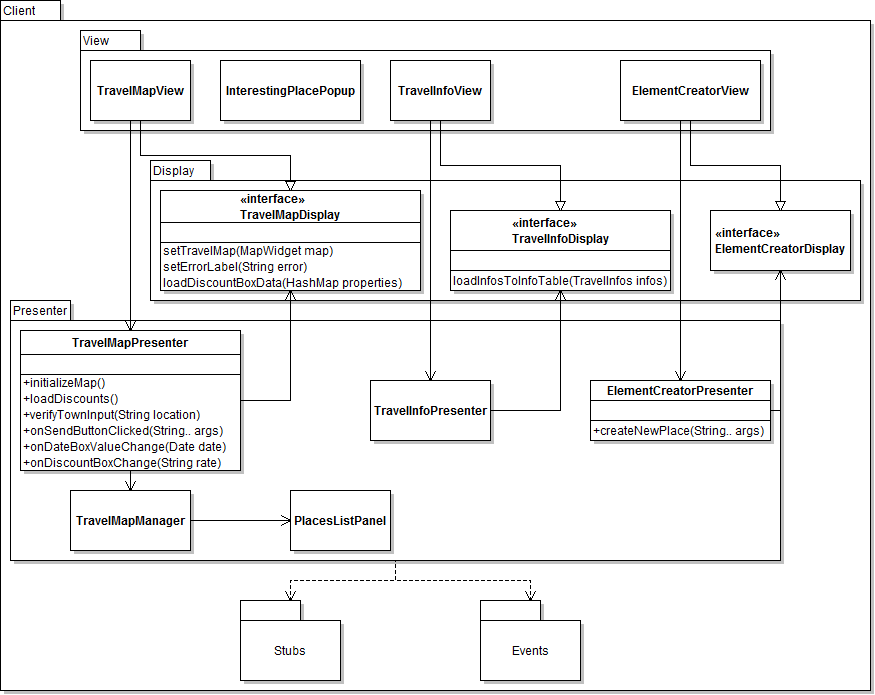 Client
View
TravelMapView
InterestingPlacePopup
TravelInfoView
ElementCreatorView
Display
«interface»
TravelMapDisplay
setTravelMap(MapWidget map)
setErrorLabel(String error)
loadDiscountBoxData(HashMap properties)
«interface»
TravelInfoDisplay
loadInfosToInfoTable(TravelInfos infos)
«interface»
ElementCreatorDisplay
Presenter
TravelMapPresenter
+initializeMap()
+loadDiscounts()
+verifyTownInput(String location)
+onSendButtonClicked(String.. args)
+onDateBoxValueChange(Date date)
+onDiscountBoxChange(String rate)
TravelInfoPresenter
ElementCreatorPresenter
+createNewPlace(String.. args)
TravelMapManager
PlacesListPanel
Stubs
Events